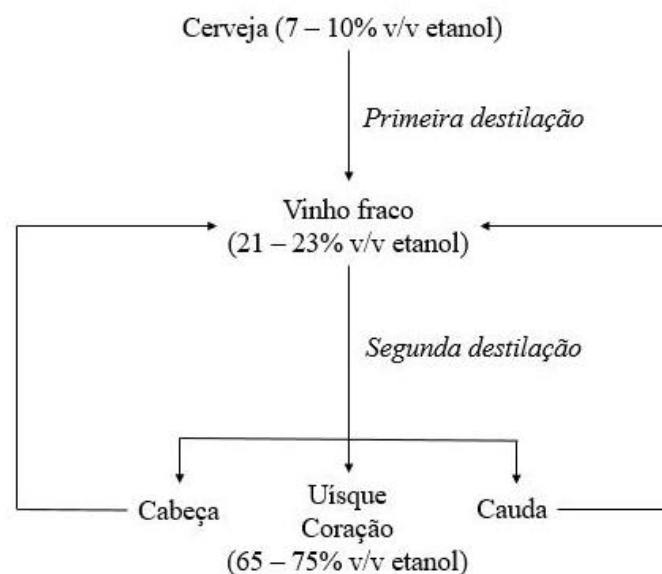 Cerveja (7 – 10% v/v etanol)
Primeira destilação
Vinho fraco
(21 – 23% v/v etanol)
Segunda destilação
Cabeça
Uísque
Coração
(65 – 75% v/v etanol)
Cauda